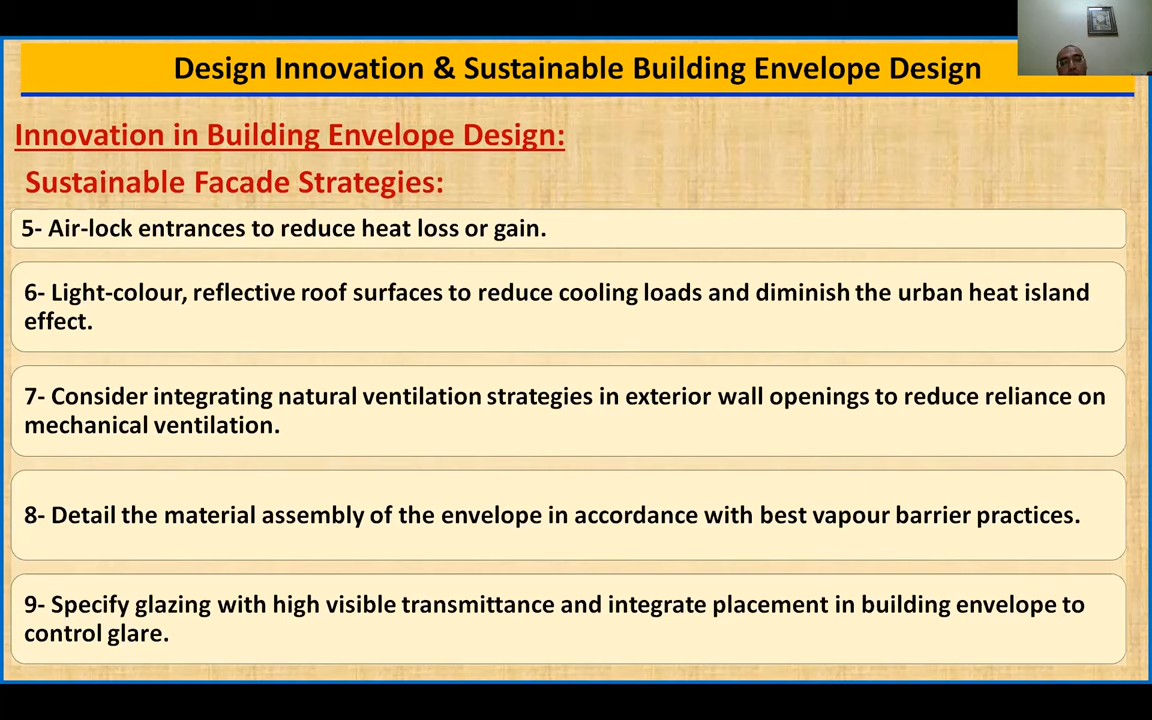 Design Innovation & Sustainable Building Envelope Design
Innovation in Building Envelope Design:
Sustainable Facade Strategies:
5- Air-lock entrances to reduce heat loss or gain.
6- Light-colour, reflective roof surfaces to reduce cooling loads and diminish the urban heat island
effect.
7- Consider integrating natural ventilation strategies in exterior wall openings to reduce reliance on
mechanical ventilation.
8- Detail the material assembly of the envelope in accordance with best vapour barrier practices.
9- Specify glazing with high visible transmittance and integrate placement in building envelope to
control glare.